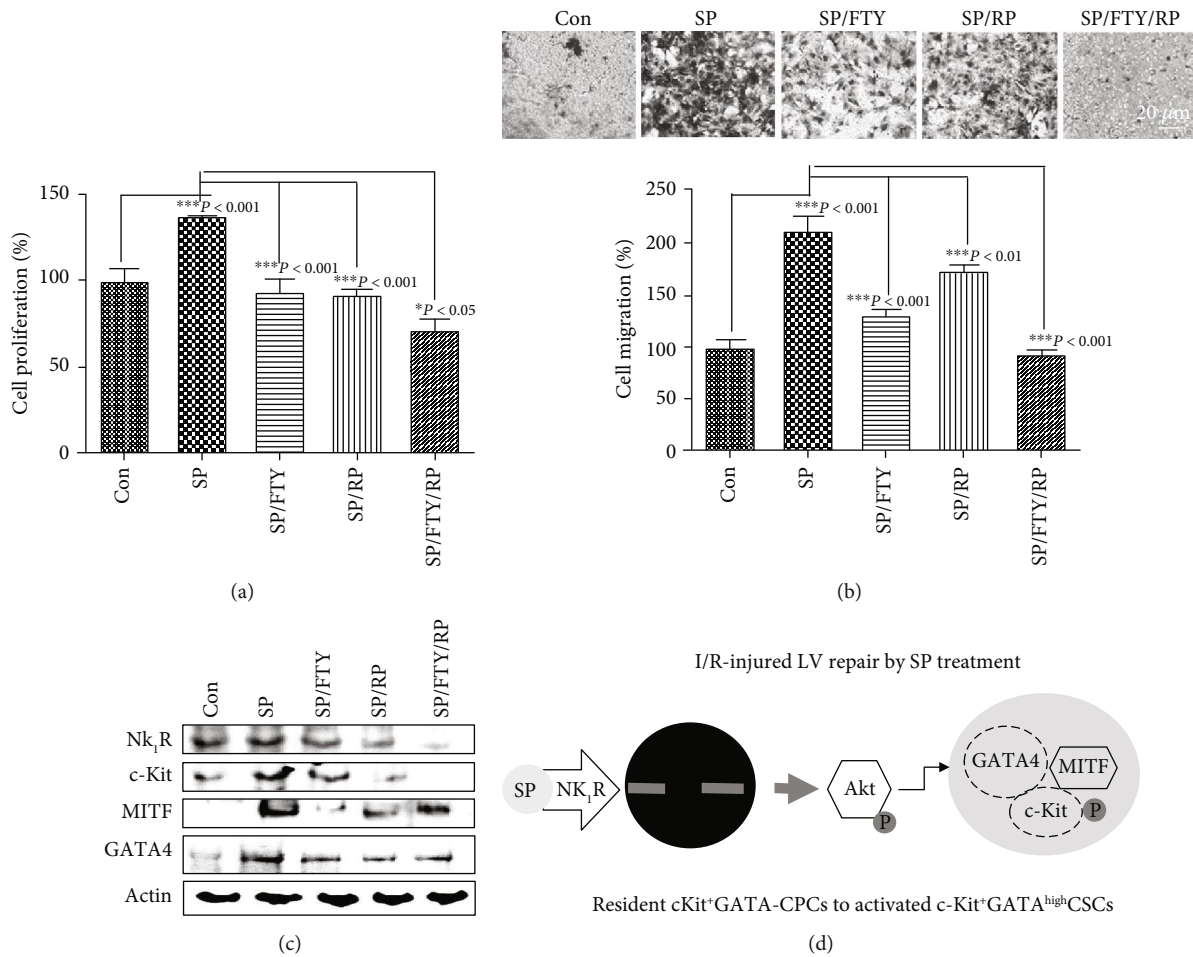 Con SP SP/FTY SP/RP SP/FTY/RP
20 μm
Cell proliferation (%)
150
100
50
0
***P < 0.001
***P < 0.001
***P < 0.001
*P < 0.05
Con
SP
SP/FTY
SP/RP
SP/FTY/RP
(a)
Cell migration (%)
250
200
150
100
50
0
***P < 0.001
***P < 0.001
***P < 0.01
***P < 0.001
Con
SP
SP/FTY
SP/RP
SP/FTY/RP
(b)
Con
SP
SP/FTY
SP/RP
SP/FTY/RP
Nk₁R
c-Kit
MITF
GATA4
Actin
(c)
I/R-injured LV repair by SP treatment
SP
NK₁R
Akt
P
GATA4
MITF
c-Kit
P
Resident cKit⁺GATA-CPCs to activated c-Kit⁺GATAʰⁱᵍʰCSCs
(d)